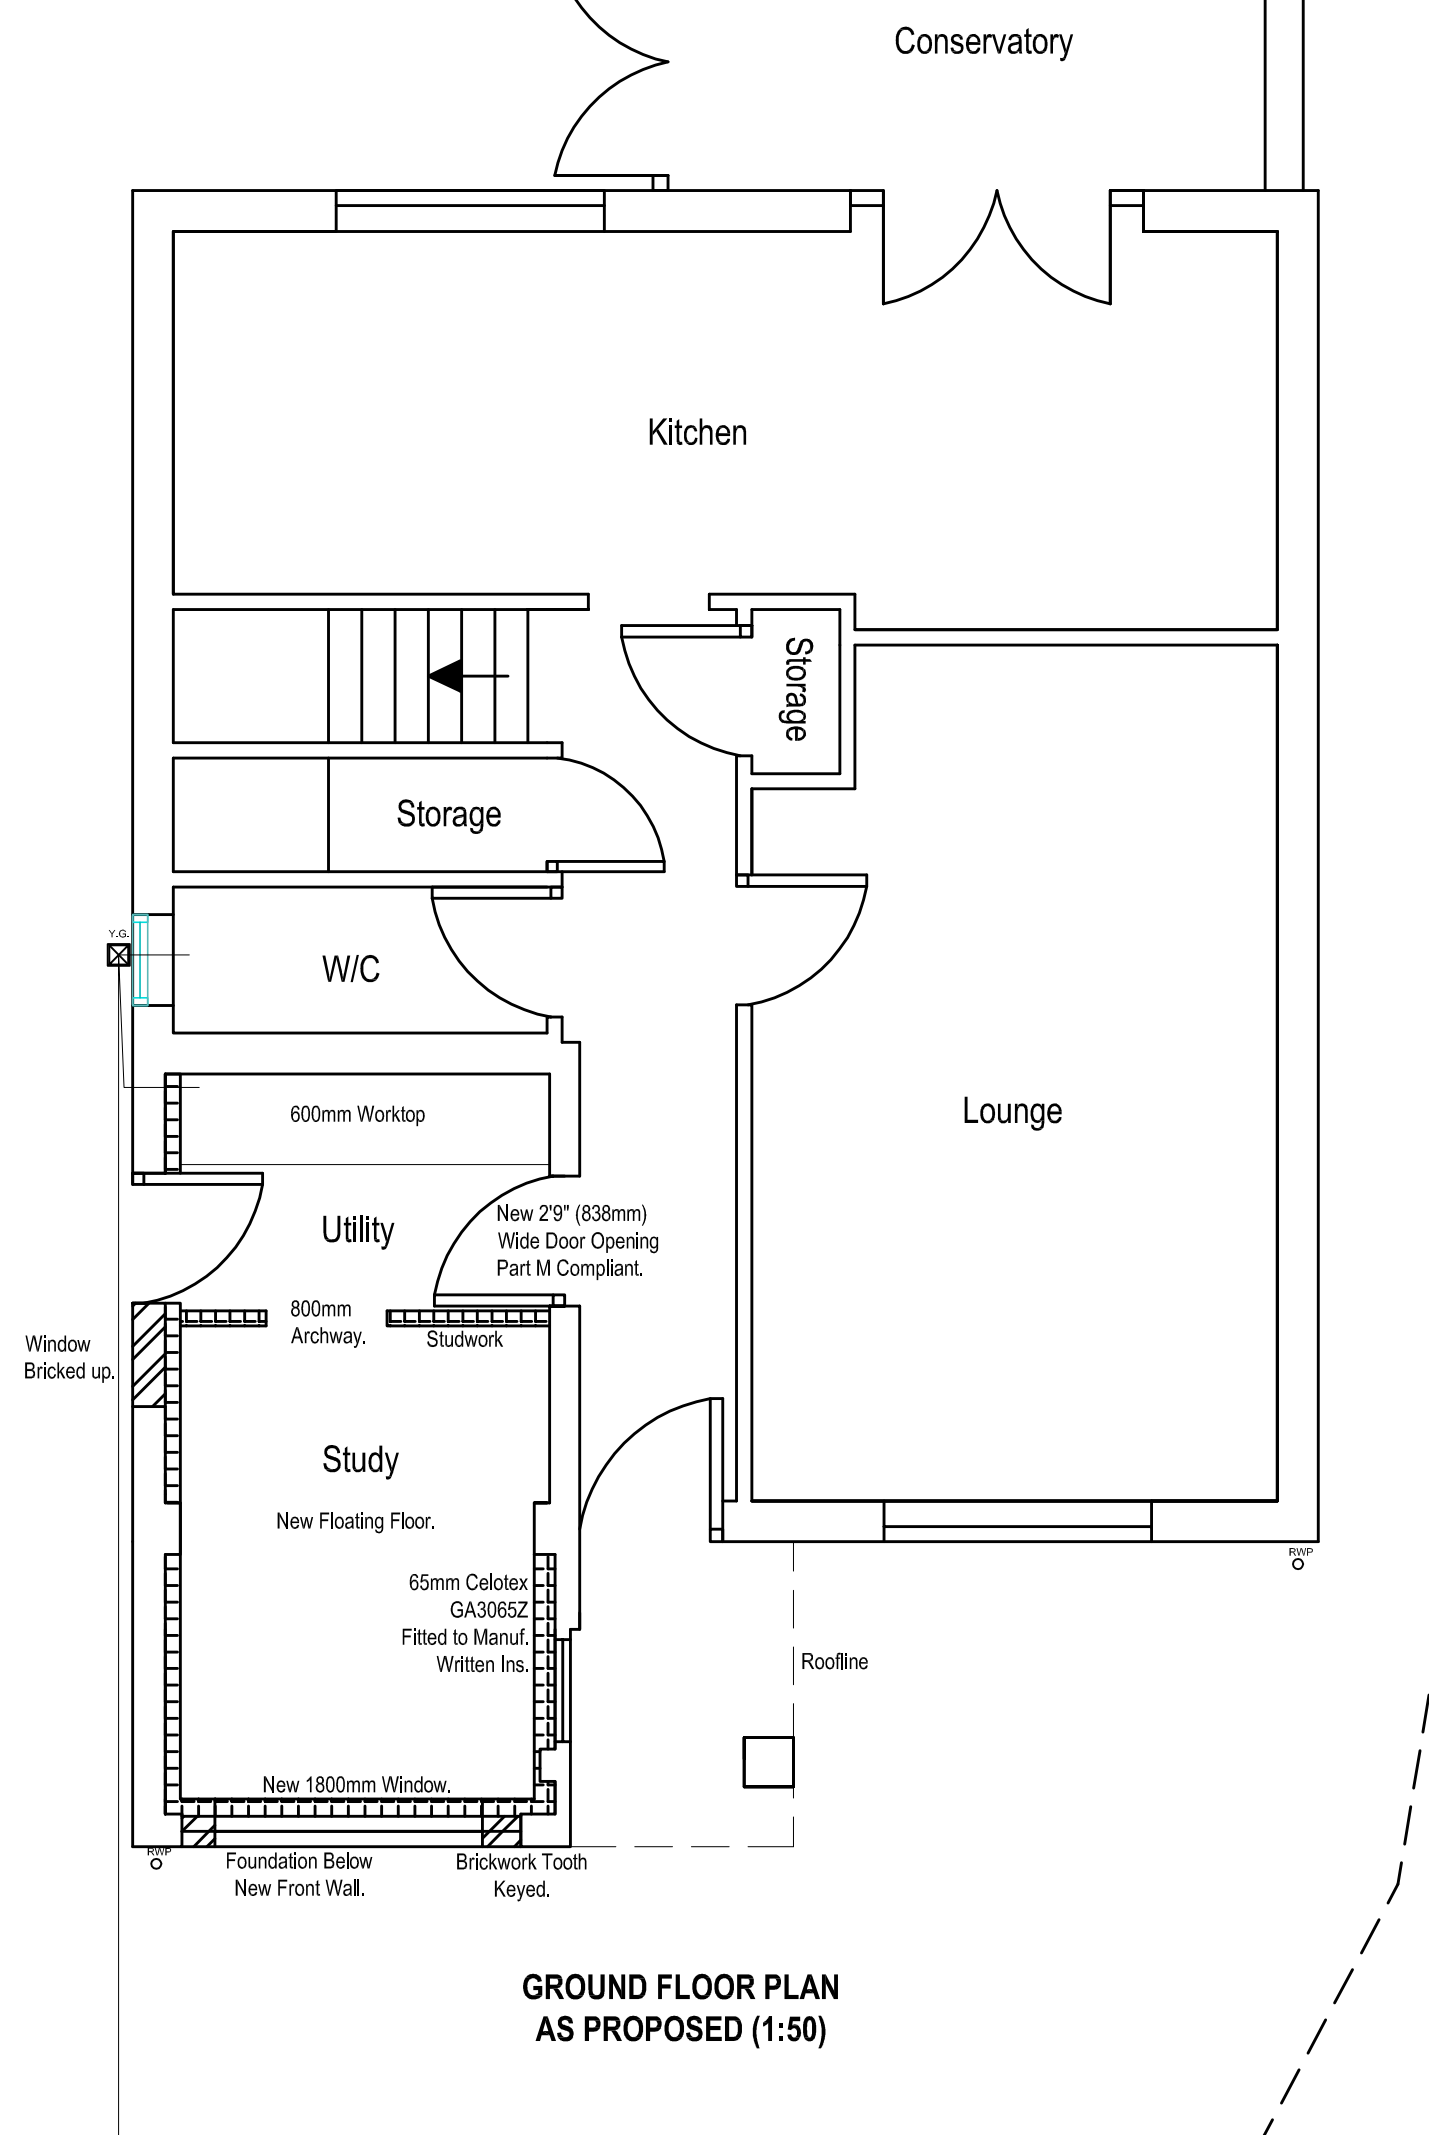 Conservatory
Kitchen
Storage
Storage
Y.G.
W/C
600mm Worktop
Lounge
Utility
New 2'9" (838mm)
Wide Door Opening
Part M Compliant.
800mm
Archway.
Studwork
Window
Bricked up.
Study
New Floating Floor.
RWP
65mm Celotex
GA3065Z
Fitted to Manuf.
Written Ins.
Roofline
New 1800mm Window.
RWP
Foundation Below
New Front Wall.
Brickwork Tooth
Keyed.
GROUND FLOOR PLAN
AS PROPOSED (1:50)